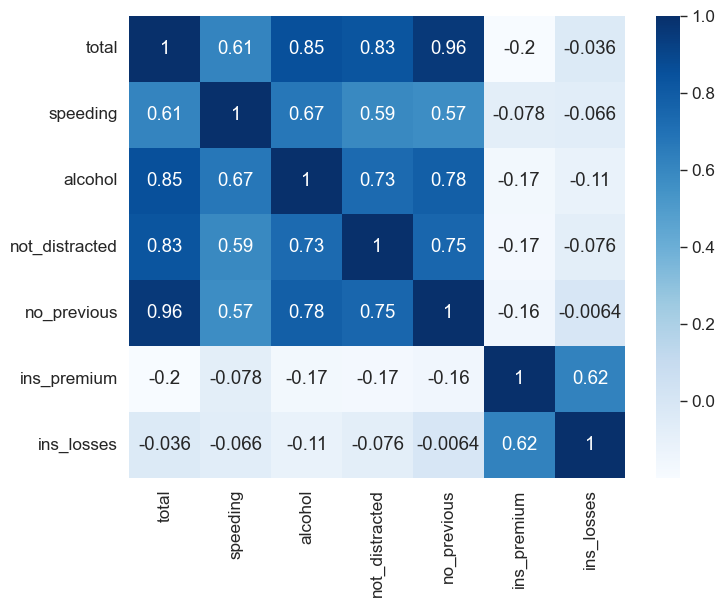 total 1 0.61 0.85 0.83 0.96 -0.2 -0.036
speeding 0.61 1 0.67 0.59 0.57 -0.078 -0.066
alcohol 0.85 0.67 1 0.73 0.78 -0.17 -0.11
not_distracted 0.83 0.59 0.73 1 0.75 -0.17 -0.076
no_previous 0.96 0.57 0.78 0.75 1 -0.16 -0.0064
ins_premium -0.2 -0.078 -0.17 -0.17 -0.16 1 0.62
ins_losses -0.036 -0.066 -0.11 -0.076 -0.0064 0.62 1
total
speeding
alcohol
not_distracted
no_previous
ins_premium
ins_losses
1.0
0.8
0.6
0.4
0.2
0.0